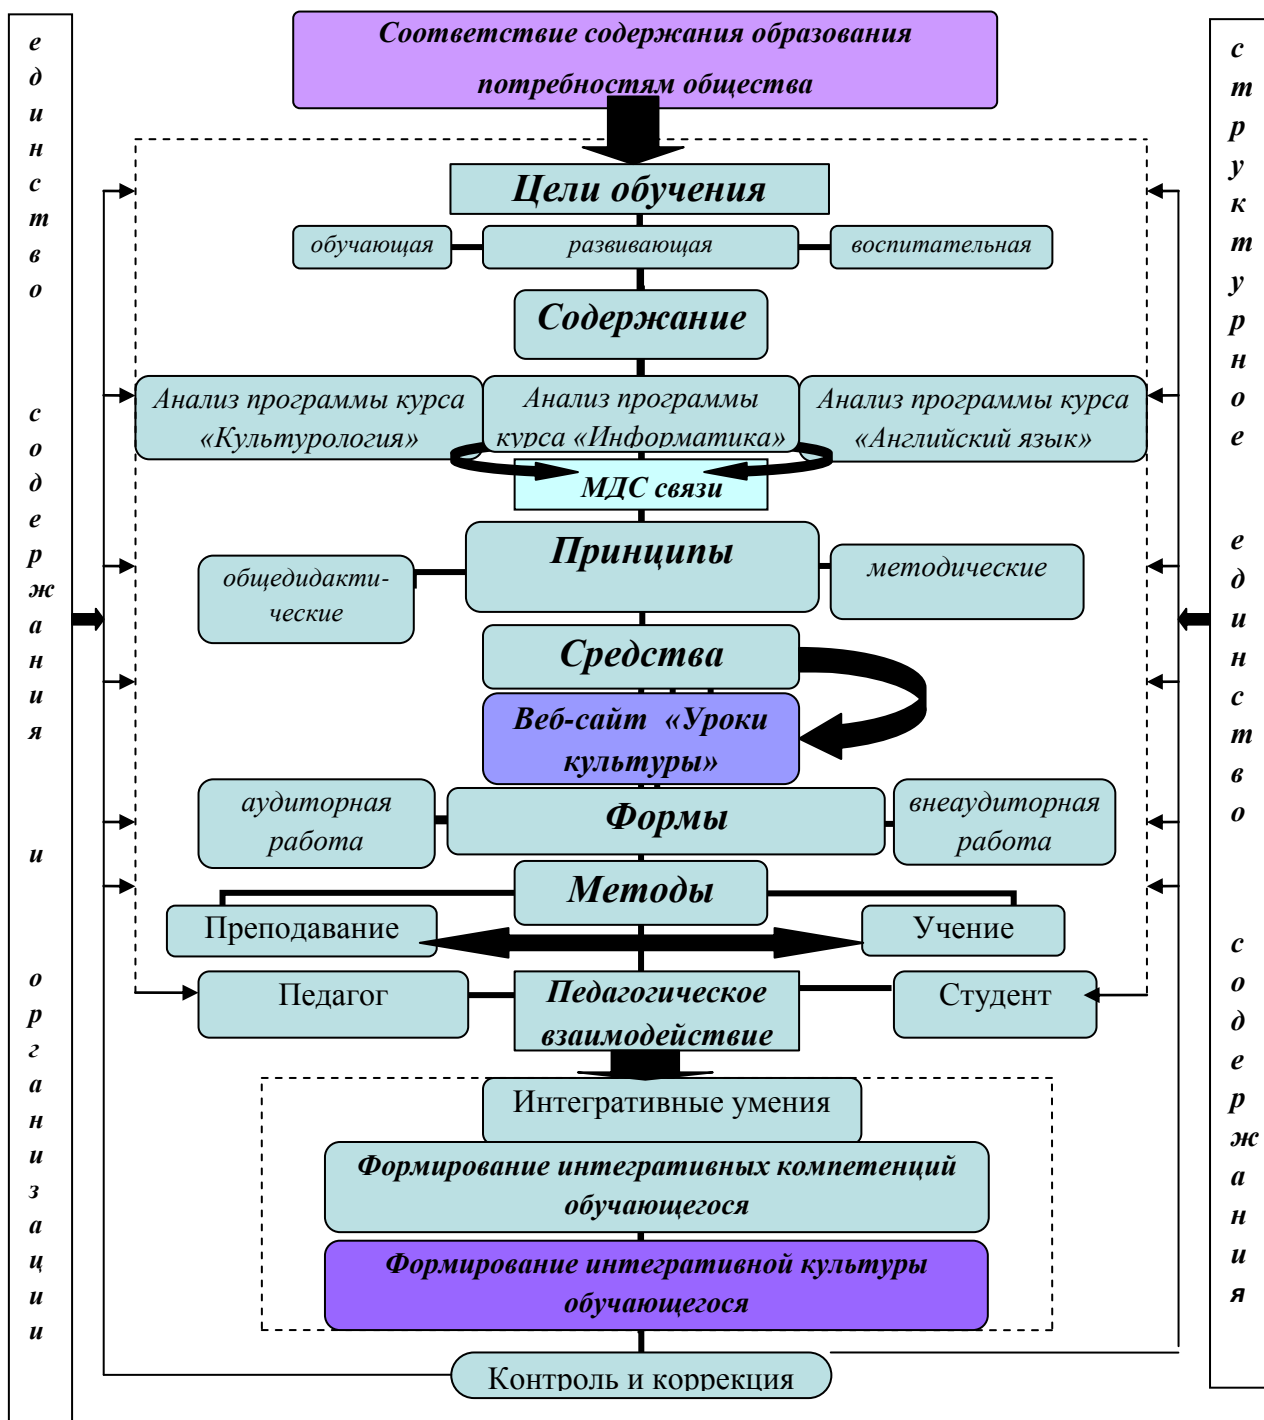 единство содержания и организации
Соответствие содержания образования
потребностям общества
Цели обучения
обучающая
развивающая
воспитательная
Содержание
Анализ программы курса
«Культурология»
Анализ программы
курса «Информатика»
Анализ программы курса
«Английский язык»
МДС связи
Принципы
общедидакти-
ческие
методические
Средства
Веб-сайт «Уроки
культуры»
аудиторная
работа
Формы
внеаудиторная
работа
Методы
Преподавание
Учение
Педагог
Педагогическое
взаимодействие
Студент
Интегративные умения
Формирование интегративных компетенций
обучающегося
Формирование интегративной культуры
обучающегося
Контроль и коррекция
структурное единство содержания